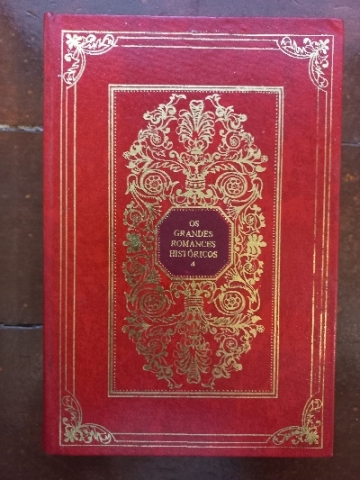 OS
GRANDES
ROMANCES
HISTÓRICOS
4